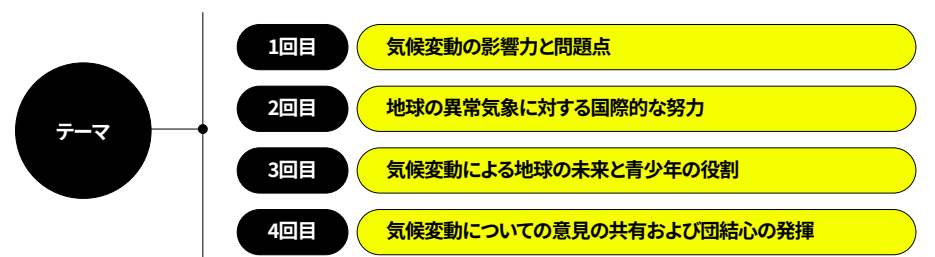 テーマ
1回目 気候変動の影響力と問題点
2回目 地球の異常気象に対する国際的な努力
3回目 気候変動による地球の未来と青少年の役割
4回目 気候変動についての意見の共有および団結心の発揮